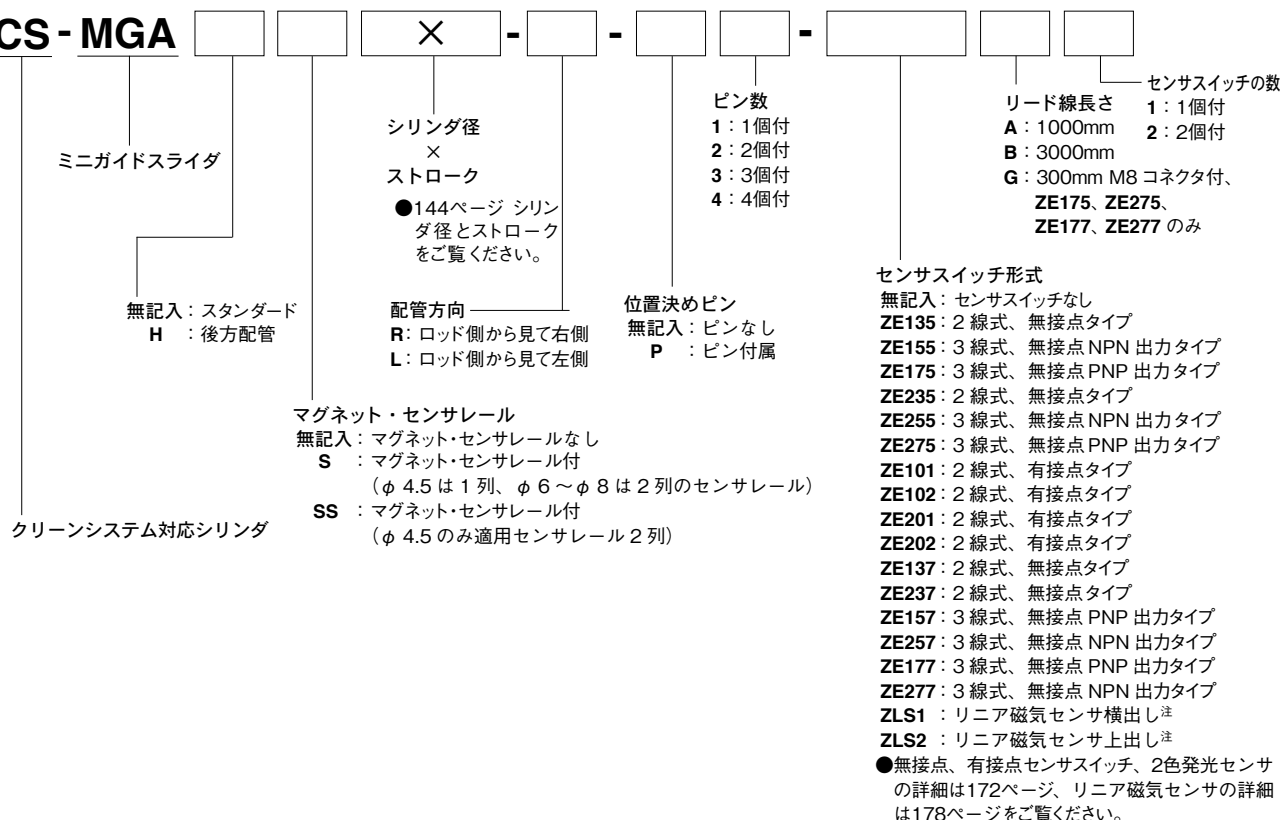 CS - MGA × - - -
センサスイッチの数
1：1個付
2：2個付
リード線長さ
A：1000mm
B：3000mm
G：300mm M8 コネクタ付、
ZE175、ZE275、
ZE177、ZE277 のみ
ピン数
1：1個付
2：2個付
3：3個付
4：4個付
シリンダ径
×
ストローク
●144ページ シリン
ダ径とストローク
をご覧ください。
ミニガイドスライダ
無記入：スタンダード
H ：後方配管
配管方向
R：ロッド側から見て右側
L：ロッド側から見て左側
位置決めピン
無記入：ピンなし
P ：ピン付属
マグネット・センサレール
無記入：マグネット・センサレールなし
S ：マグネット・センサレール付
（φ 4.5 は 1 列、φ 6～φ 8 は 2 列のセンサレール）
SS ：マグネット・センサレール付
（φ 4.5 のみ適用センサレール 2 列）
クリーンシステム対応シリンダ
センサスイッチ形式
無記入：センサスイッチなし
ZE135：2 線式、無接点タイプ
ZE155：3 線式、無接点 NPN 出力タイプ
ZE175：3 線式、無接点 PNP 出力タイプ
ZE235：2 線式、無接点タイプ
ZE255：3 線式、無接点 NPN 出力タイプ
ZE275：3 線式、無接点 PNP 出力タイプ
ZE101：2 線式、有接点タイプ
ZE102：2 線式、有接点タイプ
ZE201：2 線式、有接点タイプ
ZE202：2 線式、有接点タイプ
ZE137：2 線式、無接点タイプ
ZE237：2 線式、無接点タイプ
ZE157：3 線式、無接点 PNP 出力タイプ
ZE257：3 線式、無接点 NPN 出力タイプ
ZE177：3 線式、無接点 PNP 出力タイプ
ZE277：3 線式、無接点 NPN 出力タイプ
ZLS1 ：リニア磁気センサ横出し注
ZLS2 ：リニア磁気センサ上出し注
●無接点、有接点センサスイッチ、2色発光センサ
の詳細は172ページ、リニア磁気センサの詳細
は178ページをご覧ください。